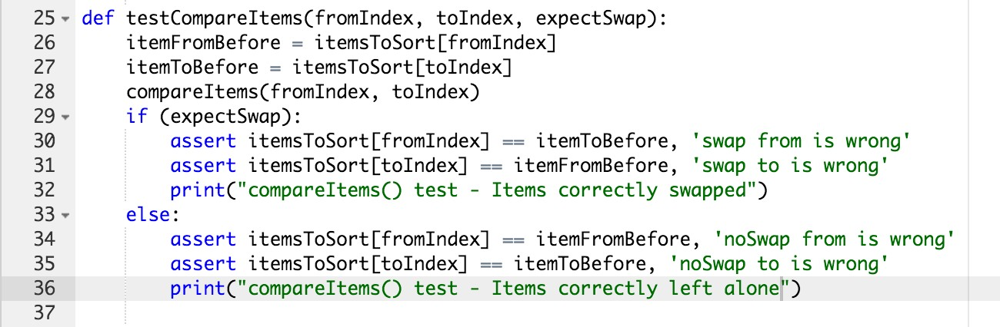 25 def testCompareItems(fromIndex, toIndex, expectSwap):
26     itemFromBefore = itemsToSort[fromIndex]
27     itemToBefore = itemsToSort[toIndex]
28     compareItems(fromIndex, toIndex)
29     if (expectSwap):
30         assert itemsToSort[fromIndex] == itemToBefore, 'swap from is wrong'
31         assert itemsToSort[toIndex] == itemFromBefore, 'swap to is wrong'
32         print("compareItems() test - Items correctly swapped")
33     else:
34         assert itemsToSort[fromIndex] == itemFromBefore, 'noSwap from is wrong'
35         assert itemsToSort[toIndex] == itemToBefore, 'noSwap to is wrong'
36         print("compareItems() test - Items correctly left alone")
37